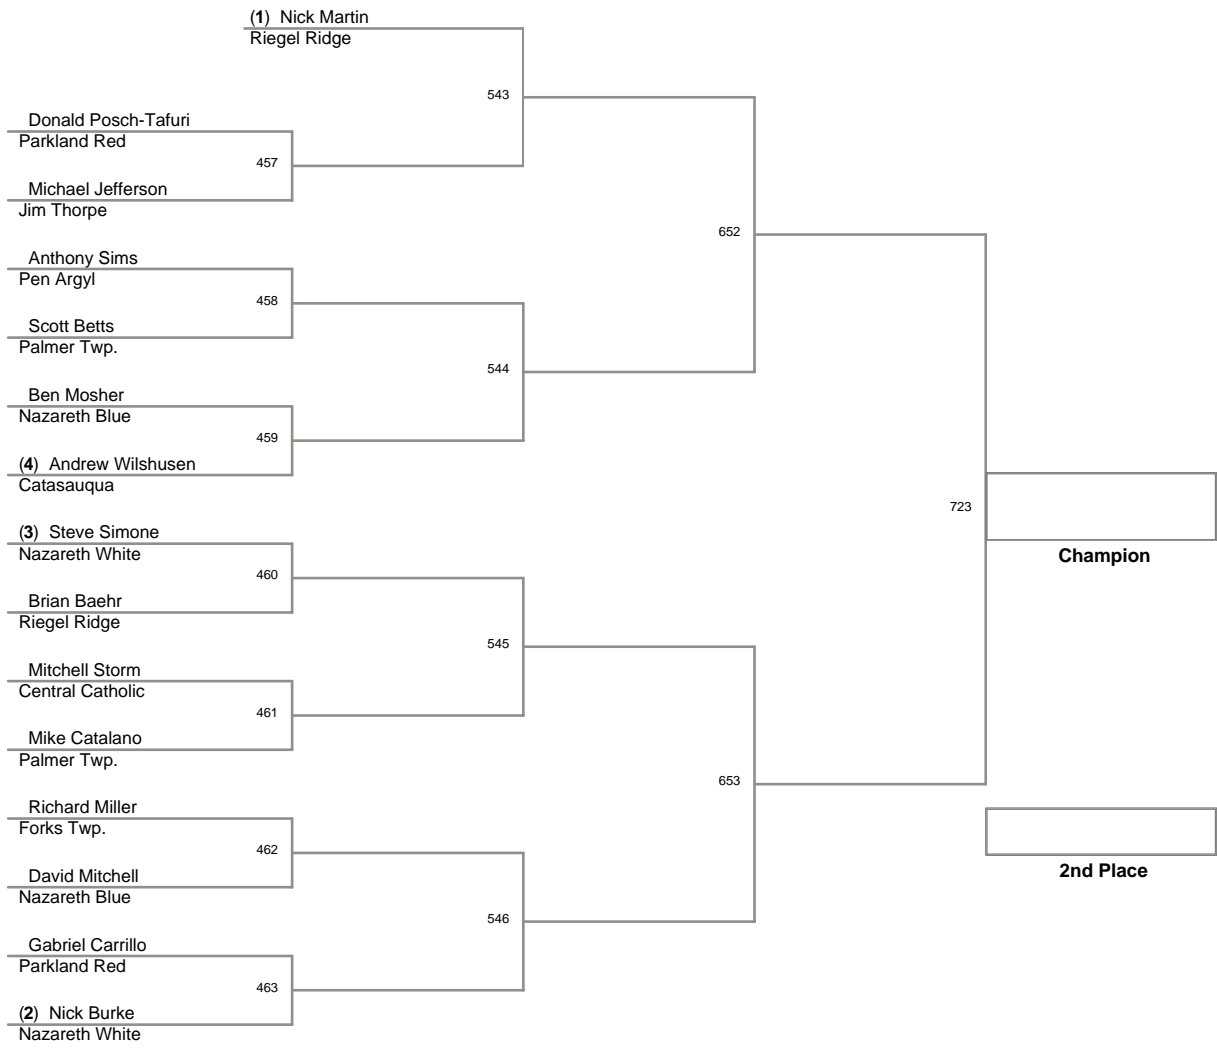 (1) Nick Martin
Riegel Ridge
543
Donald Posch-Tafuri
Parkland Red
457
Michael Jefferson
Jim Thorpe
652
Anthony Sims
Pen Argyl
458
Scott Betts
Palmer Twp.
544
Ben Mosher
Nazareth Blue
459
(4) Andrew Wilshusen
Catasauqua
723
Champion
(3) Steve Simone
Nazareth White
460
Brian Baehr
Riegel Ridge
545
Mitchell Storm
Central Catholic
461
Mike Catalano
Palmer Twp.
653
Richard Miller
Forks Twp.
462
David Mitchell
Nazareth Blue
2nd Place
546
Gabriel Carrillo
Parkland Red
463
(2) Nick Burke
Nazareth White